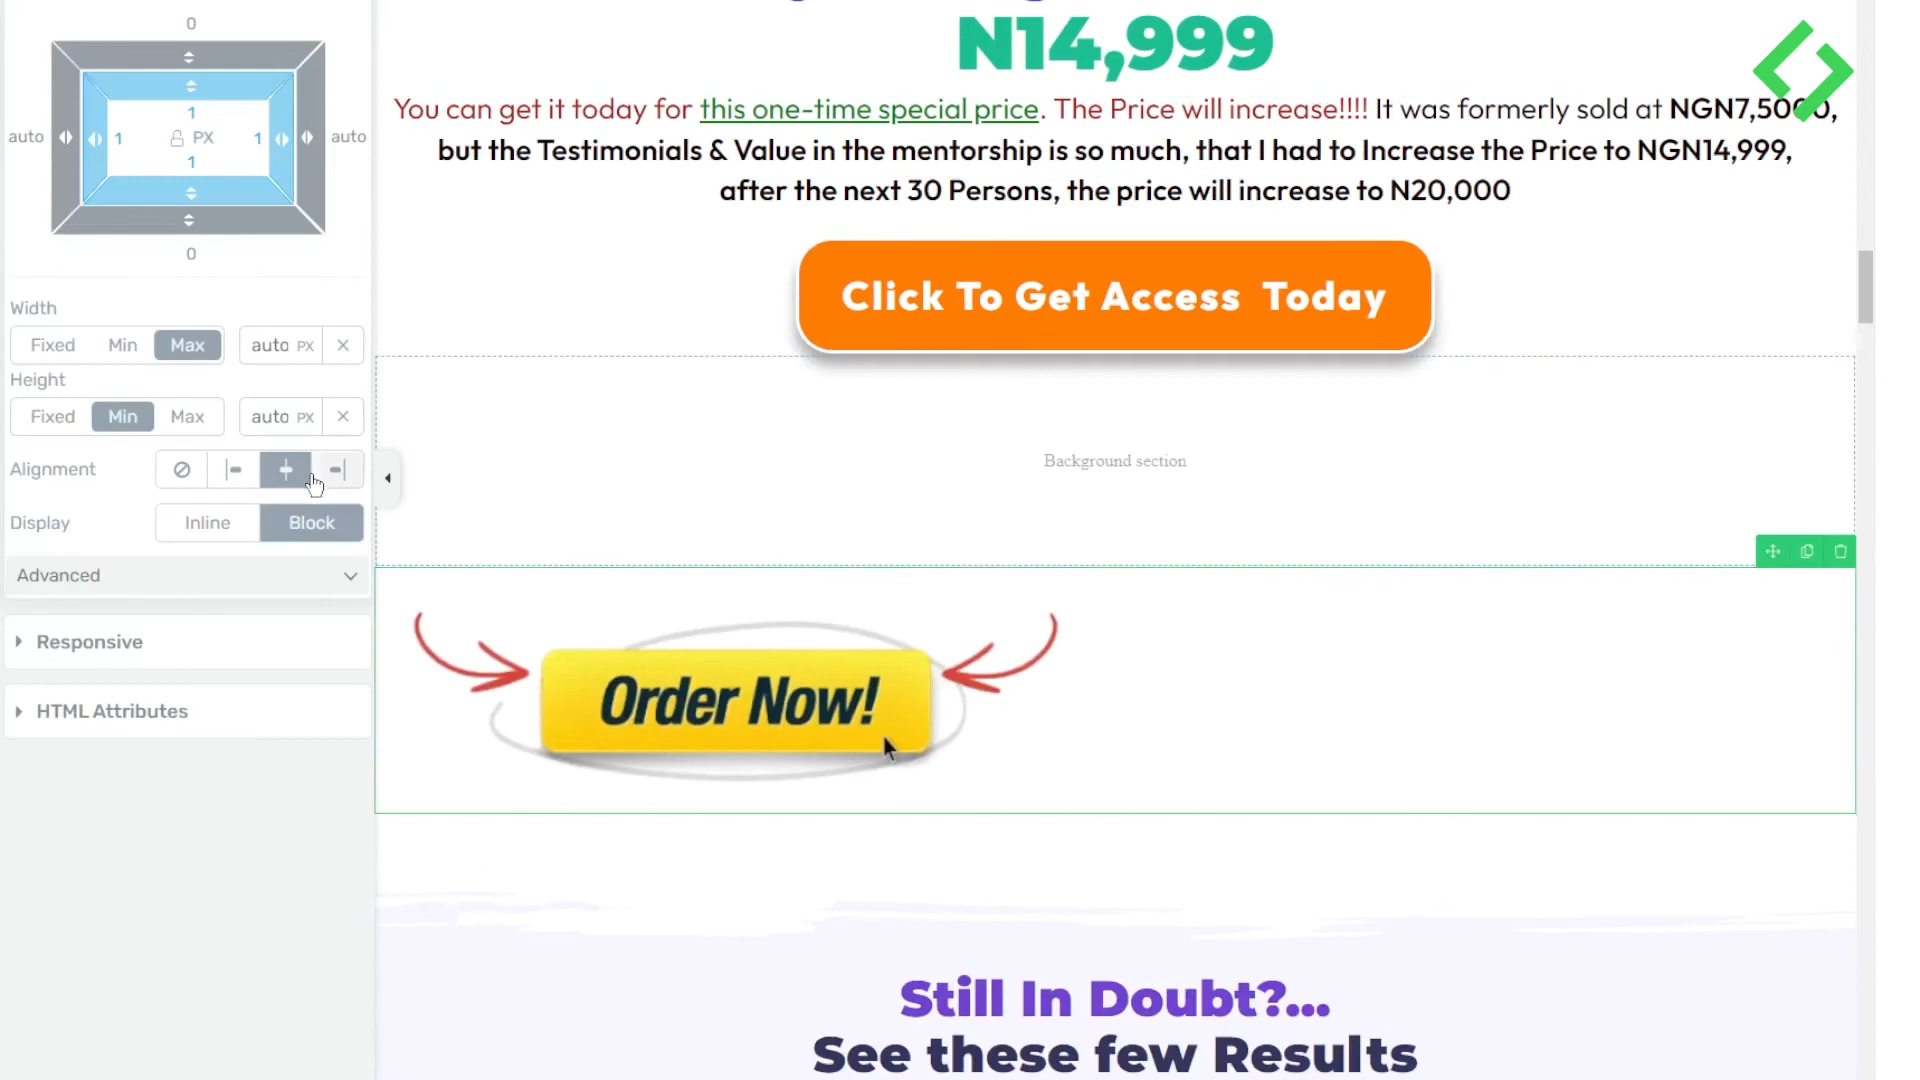 0
auto
1
1
PX
1
1
auto
0
Width
Fixed
Min
Max
auto PX
Height
Fixed
Min
Max
auto PX
Alignment
Display
Inline
Block
Advanced
Responsive
HTML Attributes
N14,999
You can get it today for this one-time special price. The Price will increase!!!! It was formerly sold at NGN7,5000,
but the Testimonials & Value in the mentorship is so much, that I had to Increase the Price to NGN14,999,
after the next 30 Persons, the price will increase to N20,000
Click To Get Access Today
Background section
Order Now!
Still In Doubt?...
See these few Results